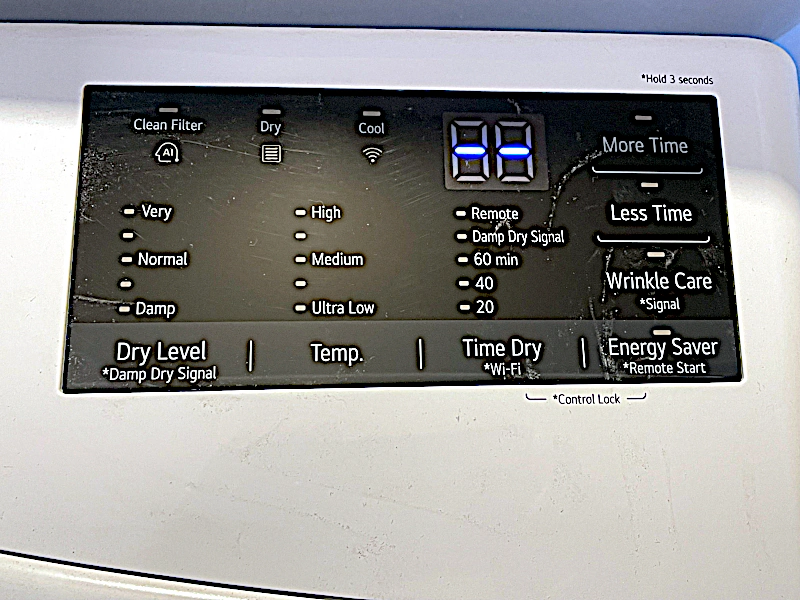 *Hold 3 seconds
Clean Filter
Dry
Cool
--
More Time
AI
Very
High
Remote
Less Time
Damp Dry Signal
Normal
Medium
60 min
40
Wrinkle Care
*Signal
Damp
Ultra Low
20
Dry Level
*Damp Dry Signal
Temp.
Time Dry
*Wi-Fi
Energy Saver
*Remote Start
*Control Lock